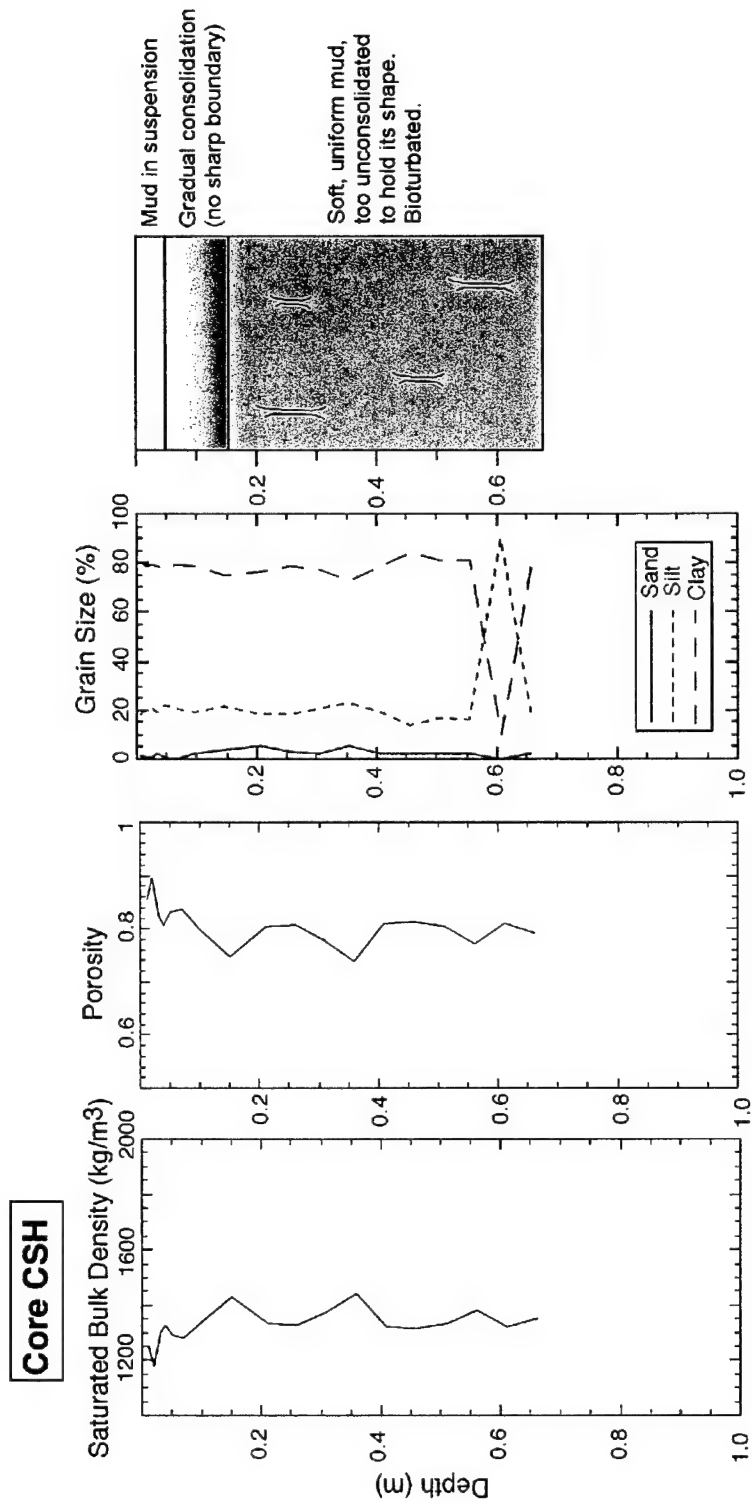 Core CSH
Saturated Bulk Density (kg/m3)
1200
1600
2000
Depth (m)
0.2
0.4
0.6
0.8
1.0
Porosity
0.6
0.8
1
0.2
0.4
0.6
0.8
1.0
Grain Size (%)
0
20
40
60
80
100
0.2
0.4
0.6
0.8
1.0
Sand
Silt
Clay
0.2
0.4
0.6
Mud in suspension
Gradual consolidation
(no sharp boundary)
Soft, uniform mud,
too unconsolidated
to hold its shape.
Bioturbated.